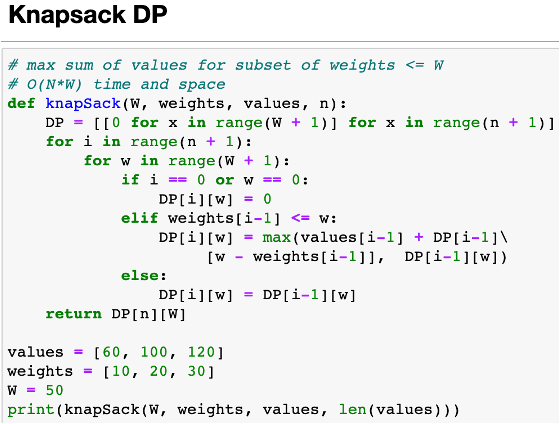 Knapsack DP
# max sum of values for subset of weights <= W
# O(N*W) time and space
def knapSack(W, weights, values, n):
    DP = [[0 for x in range(W + 1)] for x in range(n + 1)]
    for i in range(n + 1):
        for w in range(W + 1):
            if i == 0 or w == 0:
                DP[i][w] = 0
            elif weights[i-1] <= w:
                DP[i][w] = max(values[i-1] + DP[i-1]\
                     [w - weights[i-1]],  DP[i-1][w])
            else:
                DP[i][w] = DP[i-1][w]
    return DP[n][W]
values = [60, 100, 120]
weights = [10, 20, 30]
W = 50
print(knapSack(W, weights, values, len(values)))